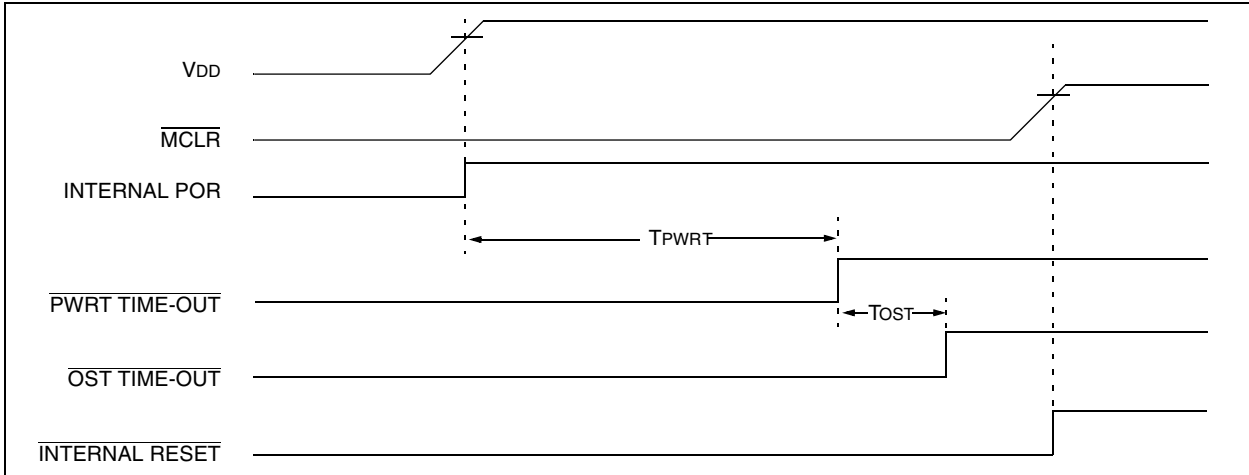 VDD
MCLR
INTERNAL POR
TPWRT
PWRT TIME-OUT
TOST
OST TIME-OUT
INTERNAL RESET